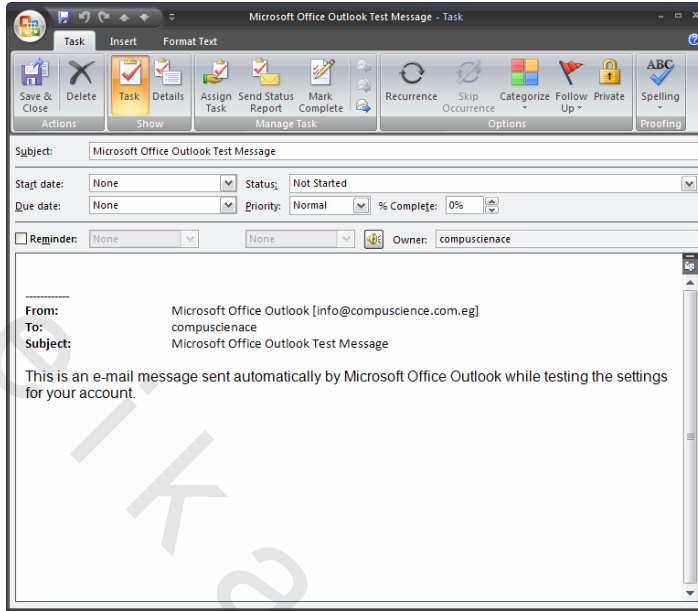 Microsoft Office Outlook Test Message - Task
Task Insert Format Text
Save & Close Delete Task Details Assign Task Send Status Report Mark Complete Recurrence Skip Occurrence Categorize Follow Up Private ABC Spelling
Actions Show Manage Task Options Proofing
Subject: Microsoft Office Outlook Test Message
Start date: None Status: Not Started
Due date: None Priority: Normal % Complete: 0%
Reminder: None None Owner: compuscienace
------------
From: Microsoft Office Outlook [info@compuscience.com.eg]
To: compuscienace
Subject: Microsoft Office Outlook Test Message
This is an e-mail message sent automatically by Microsoft Office Outlook while testing the settings
for your account.
e i k a